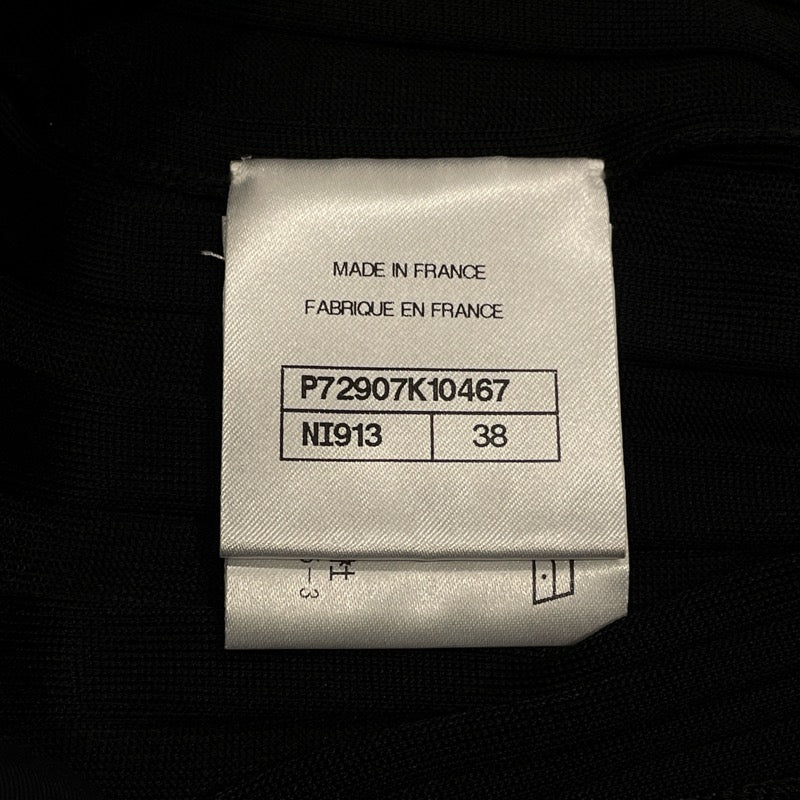 MADE IN FRANCE
FABRIQUE EN FRANCE
P72907K10467
NI913 38